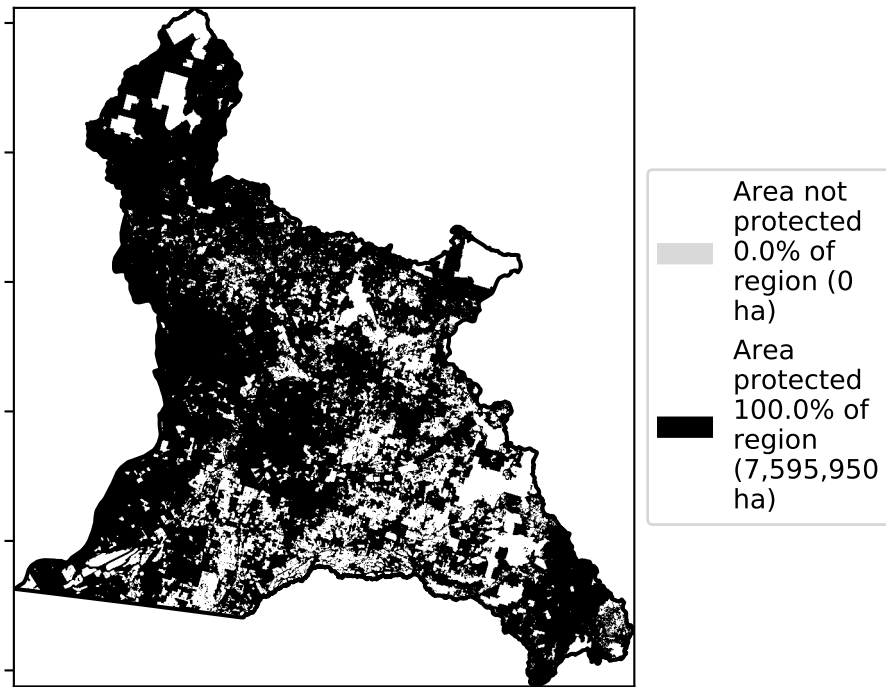 Area not
protected
0.0% of
region (0
ha)
Area
protected
100.0% of
region
(7,595,950
ha)